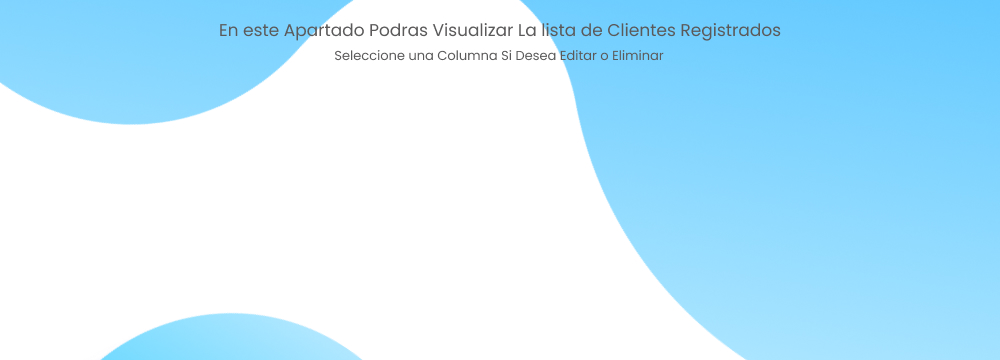 En este Apartado Podras Visualizar La lista de Clientes Registrados
Seleccione una Columna Si Desea Editar o Eliminar